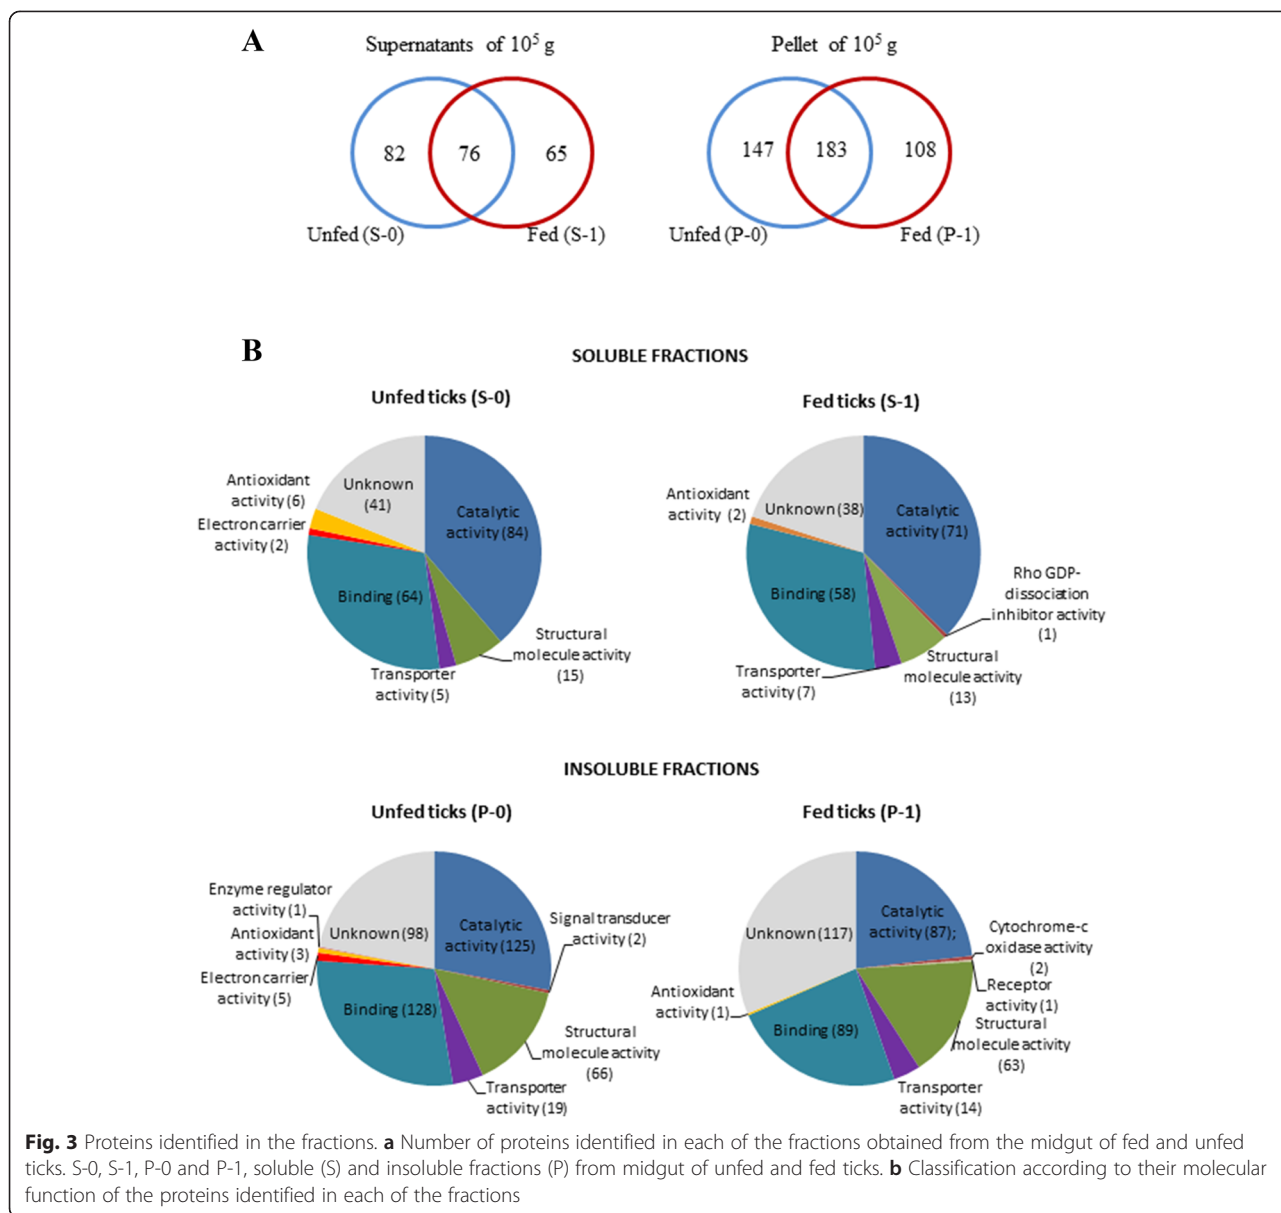 A
Supernatants of 10⁵ g
Pellet of 10⁵ g
82
76
65
147
183
108
Unfed (S-0)
Fed (S-1)
Unfed (P-0)
Fed (P-1)
B
SOLUBLE FRACTIONS
Unfed ticks (S-0)
Antioxidant
activity (6)
Unknown
(41)
Electron carrier
activity (2)
Catalytic
activity (84)
Binding (64)
Structural
molecule activity
(15)
Transporter
activity (5)
Fed ticks (S-1)
Antioxidant
activity (2)
Unknown (38)
Catalytic
activity (71)
Binding (58)
Rho GDP-
dissociation
inhibitor activity
(1)
Transporter
activity (7)
Structural
molecule activity
(13)
INSOLUBLE FRACTIONS
Unfed ticks (P-0)
Enzyme regulator
activity (1)
Antioxidant
activity (3)
Electron carrier
activity (5)
Unknown (98)
Catalytic
activity (125)
Signal transducer
activity (2)
Binding (128)
Structural
molecule activity
(66)
Transporter
activity (19)
Fed ticks (P-1)
Unknown (117)
Catalytic
activity (87);
Cytochrome-c
oxidase activity
(2)
Receptor
activity (1)
Antioxidant
activity (1)
Binding (89)
Structural
molecule activity
(63)
Transporter
activity (14)
Fig. 3 Proteins identified in the fractions. a Number of proteins identified in each of the fractions obtained from the midgut of fed and unfed
ticks. S-0, S-1, P-0 and P-1, soluble (S) and insoluble fractions (P) from midgut of unfed and fed ticks. b Classification according to their molecular
function of the proteins identified in each of the fractions